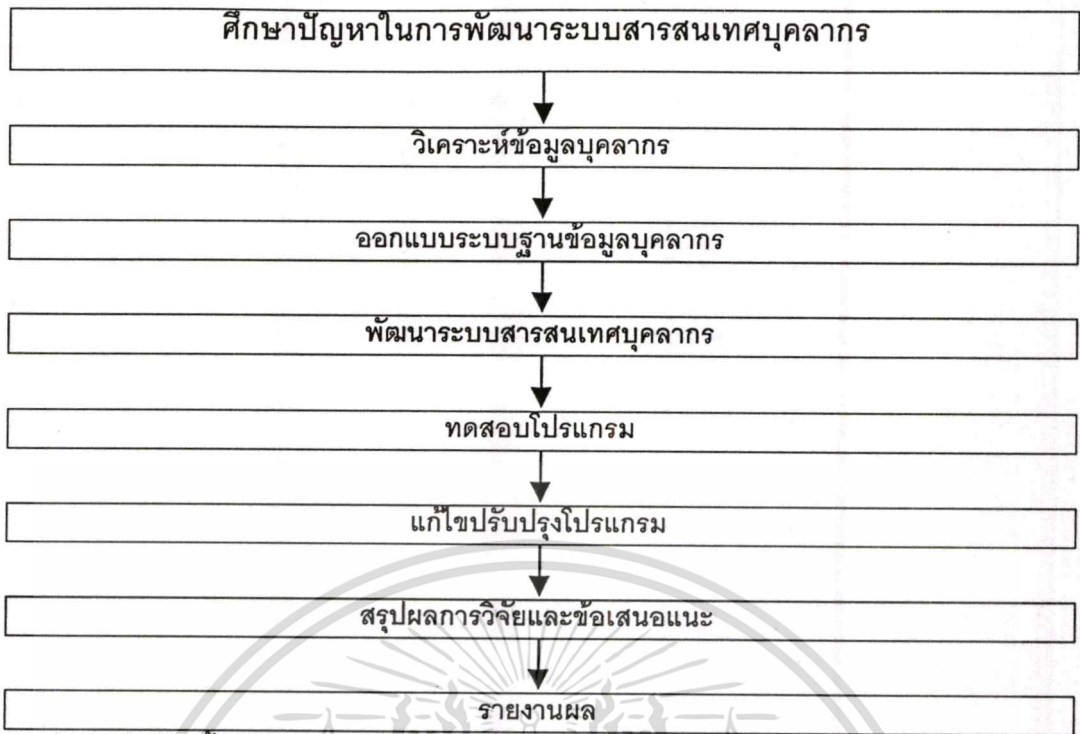 ศึกษาปัญหาในการพัฒนาระบบสารสนเทศบุคลากร
วิเคราะห์ข้อมูลบุคลากร
ออกแบบระบบฐานข้อมูลบุคลากร
พัฒนาระบบสารสนเทศบุคลากร
ทดสอบโปรแกรม
แก้ไขปรับปรุงโปรแกรม
สรุปผลการวิจัยและข้อเสนอแนะ
รายงานผล